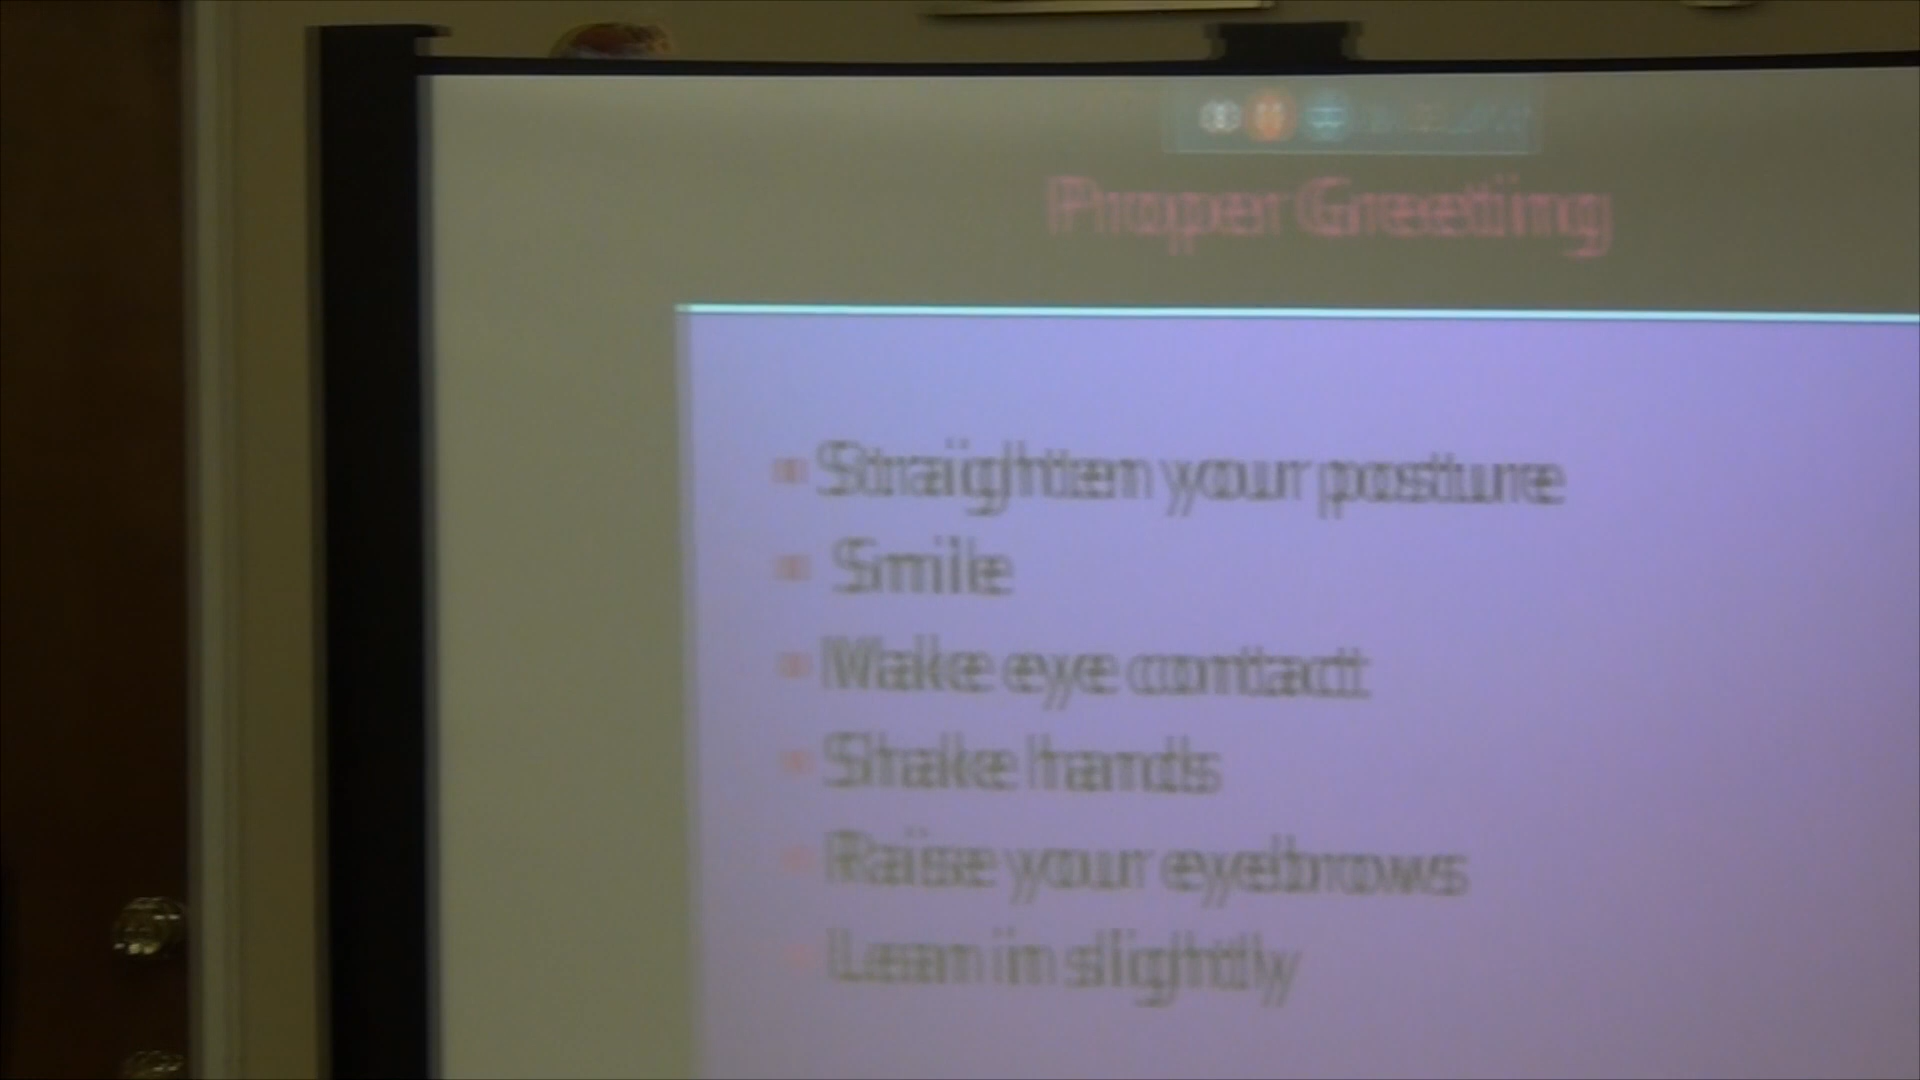 Proper Greeting
Straighten your posture
Smile
Make eye contact
Shake hands
Raise your eyebrows
Lean in slightly